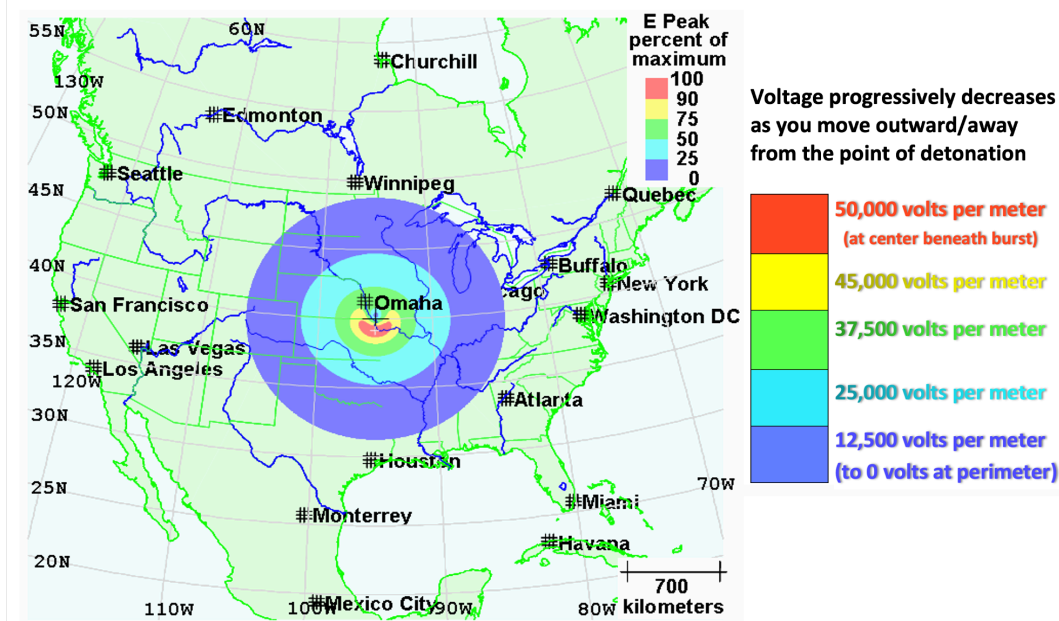 55N
60N
130W
50N
45N
40N
35N
120W
30N
25N
20N
110W
100W
90W
80W
70W
Churchill
Edmonton
Seattle
Winnipeg
Quebec
Buffalo
New York
cago
Omaha
San Francisco
Washington DC
Las Vegas
Los Angeles
Atlanta
Houston
Miami
Monterrey
Havana
Mexico City
E Peak
percent of
maximum
100
90
75
50
25
0
700
kilometers
Voltage progressively decreases
as you move outward/away
from the point of detonation
50,000 volts per meter
(at center beneath burst)
45,000 volts per meter
37,500 volts per meter
25,000 volts per meter
12,500 volts per meter
(to 0 volts at perimeter)